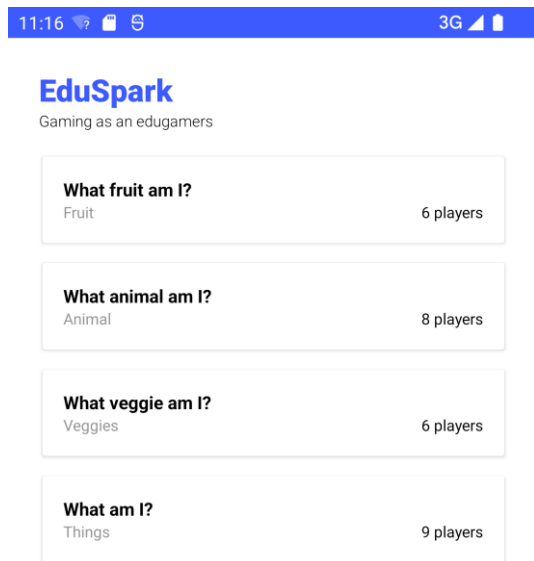 11:16 3G
EduSpark
Gaming as an edugamers
What fruit am I?
Fruit 6 players
What animal am I?
Animal 8 players
What veggie am I?
Veggies 6 players
What am I?
Things 9 players